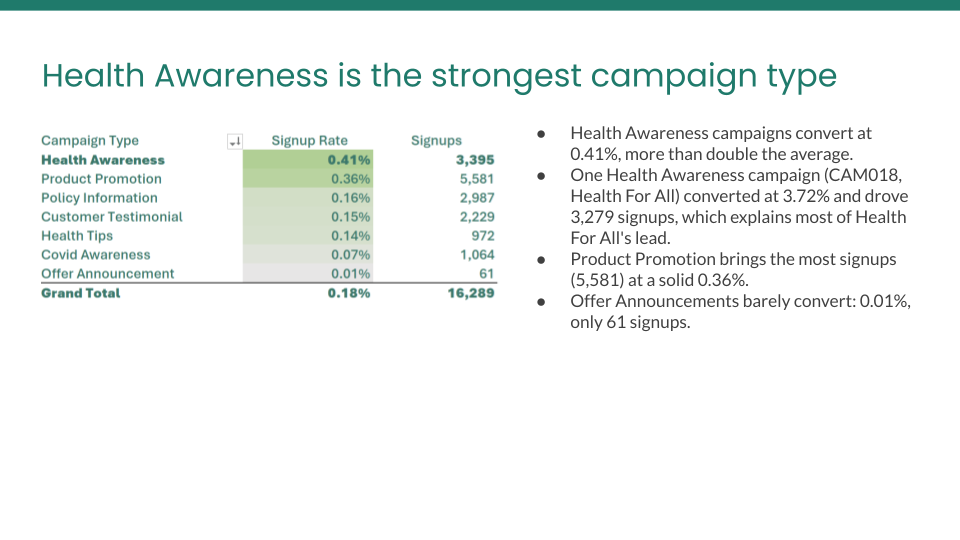 Health Awareness is the strongest campaign type
Campaign Type Signup Rate Signups
Health Awareness 0.41% 3,395
Product Promotion 0.36% 5,581
Policy Information 0.16% 2,987
Customer Testimonial 0.15% 2,229
Health Tips 0.14% 972
Covid Awareness 0.07% 1,064
Offer Announcement 0.01% 61
Grand Total 0.18% 16,289
● Health Awareness campaigns convert at
0.41%, more than double the average.
● One Health Awareness campaign (CAM018,
Health For All) converted at 3.72% and drove
3,279 signups, which explains most of Health
For All's lead.
● Product Promotion brings the most signups
(5,581) at a solid 0.36%.
● Offer Announcements barely convert: 0.01%,
only 61 signups.